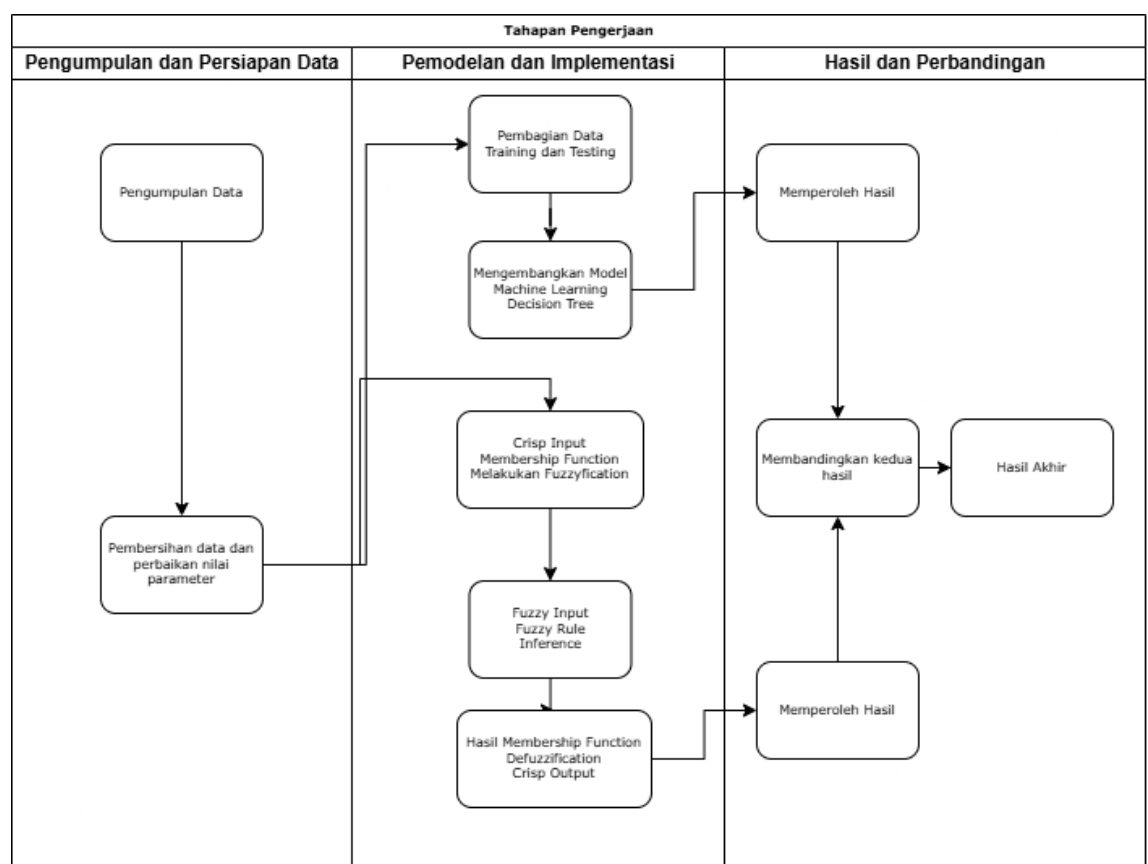 Tahapan Pengerjaan
Pengumpulan dan Persiapan Data
Pemodelan dan Implementasi
Hasil dan Perbandingan
Pengumpulan Data
Pembersihan data dan
perbaikan nilai
parameter
Pembagian Data
Training dan Testing
Mengembangkan Model
Machine Learning
Decision Tree
Crisp Input
Membership Function
Melakukan Fuzzyfication
Fuzzy Input
Fuzzy Rule
Inference
Hasil Membership Function
Defuzzification
Crisp Output
Memperoleh Hasil
Membandingkan kedua
hasil
Hasil Akhir
Memperoleh Hasil